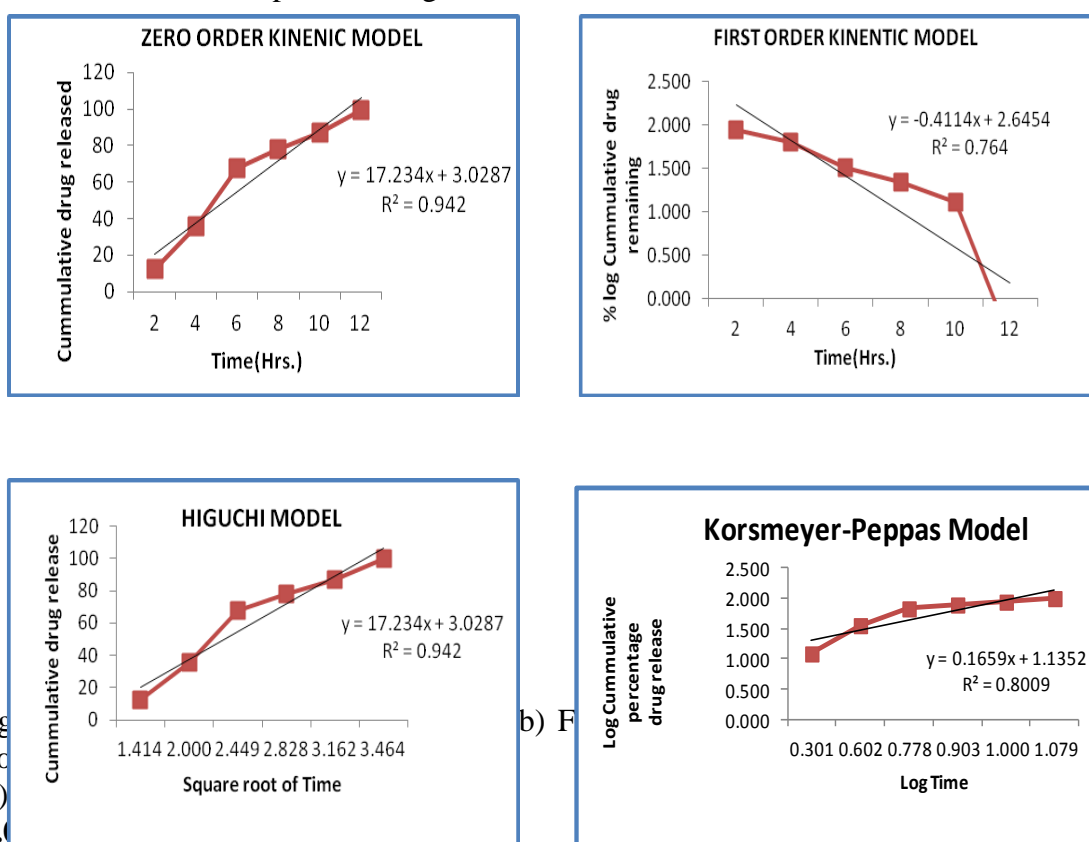 ZERO ORDER KINENIC MODEL
Cummulative drug released
120
100
80
60
40
20
0
y = 17.234x + 3.0287
R² = 0.942
2 4 6 8 10 12
Time(Hrs.)
FIRST ORDER KINENTIC MODEL
% log Cummulative drug
remaining
2.500
2.000
1.500
1.000
0.500
0.000
y = -0.4114x + 2.6454
R² = 0.764
2 4 6 8 10 12
Time(Hrs.)
HIGUCHI MODEL
Cummulative drug release
120
100
80
60
40
20
0
y = 17.234x + 3.0287
R² = 0.942
1.414 2.000 2.449 2.828 3.162 3.464
Square root of Time
b) F
Korsmeyer-Peppas Model
Log Cummulative
percentage
drug release
2.500
2.000
1.500
1.000
0.500
0.000
y = 0.1659x + 1.1352
R² = 0.8009
0.301 0.602 0.778 0.903 1.000 1.079
Log Time